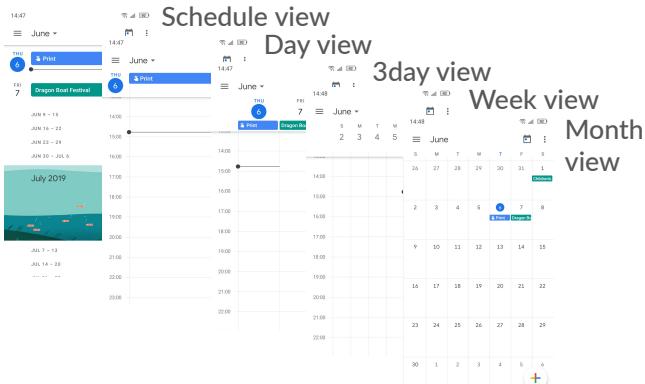 14:47
Schedule view
June
THU
6
Print
FRI
7
Dragon Boat Festival
JUN 9 – 15
JUN 16 – 22
JUN 23 – 29
JUN 30 – JUL 6
July 2019
JUL 7 – 13
JUL 14 – 20
14:47
Day view
June
THU
6
Print
15:00
16:00
17:00
18:00
19:00
20:00
21:00
22:00
23:00
14:47
3day view
June
THU
6
FRI
7
Print
Dragon Boa
14:00
15:00
16:00
17:00
18:00
19:00
20:00
21:00
22:00
14:48
Week view
June
S M T W
2 3 4 5
14:00
15:00
16:00
17:00
18:00
19:00
20:00
21:00
22:00
14:48
Month
view
June
S M T W T F S
26 27 28 29 30 31 1
Children's
2 3 4 5 6 7 8
Print
Dragon Bo
9 10 11 12 13 14 15
16 17 18 19 20 21 22
23 24 25 26 27 28 29
30 1 2 3 4 5 6